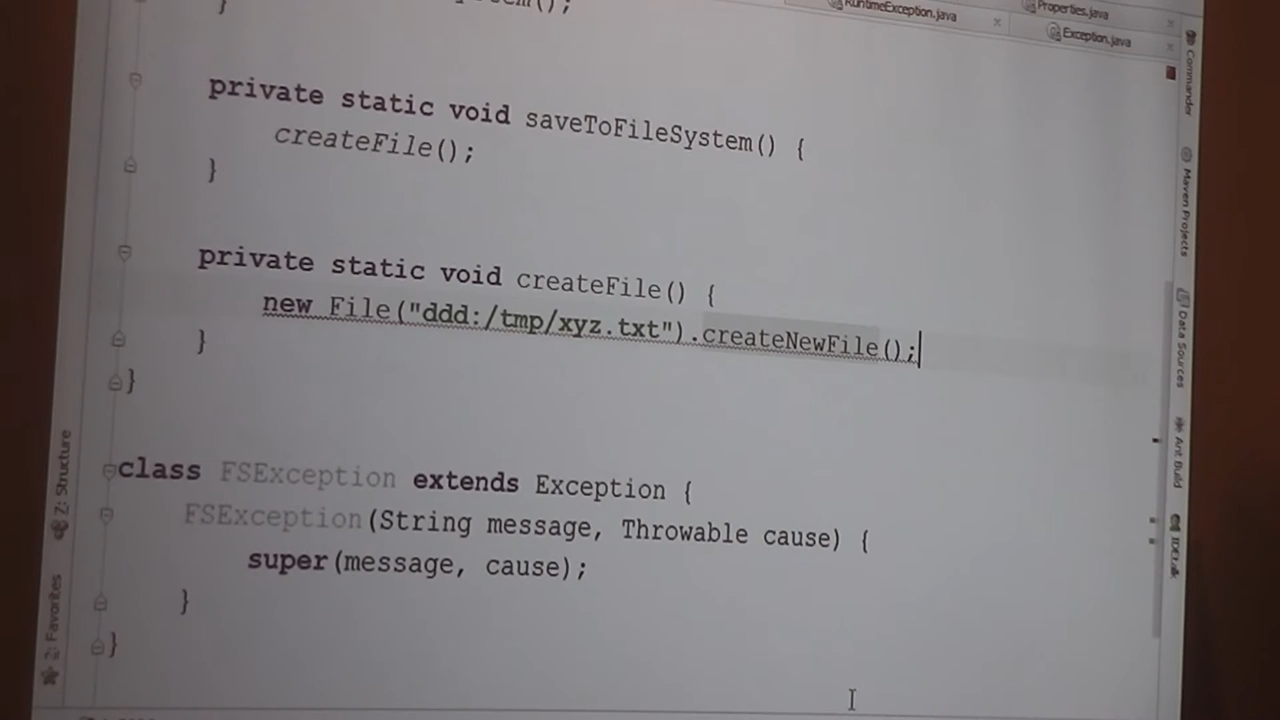 }
RuntimeException.java
Properties.java
Exception.java
private static void saveToFileSystem() {
createFile();
}
private static void createFile() {
new File("ddd:/tmp/xyz.txt").createNewFile();
}
}
class FSException extends Exception {
FSException(String message, Throwable cause) {
super(message, cause);
}
}
Commander
Maven Projects
Data Sources
Ant Build
IDEtalk
Z: Structure
2: Favorites